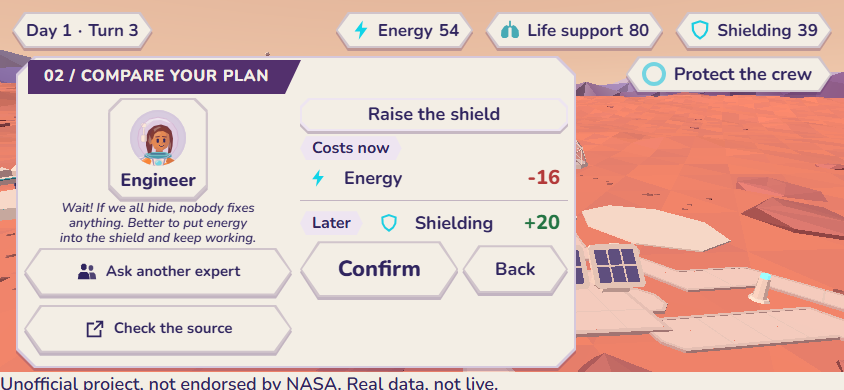 Day 1 · Turn 3
Energy 54
Life support 80
Shielding 39
02 / COMPARE YOUR PLAN
Protect the crew
Engineer
Wait! If we all hide, nobody fixes
anything. Better to put energy
into the shield and keep working.
Ask another expert
Check the source
Raise the shield
Costs now
Energy -16
Later Shielding +20
Confirm
Back
Unofficial project, not endorsed by NASA. Real data, not live.